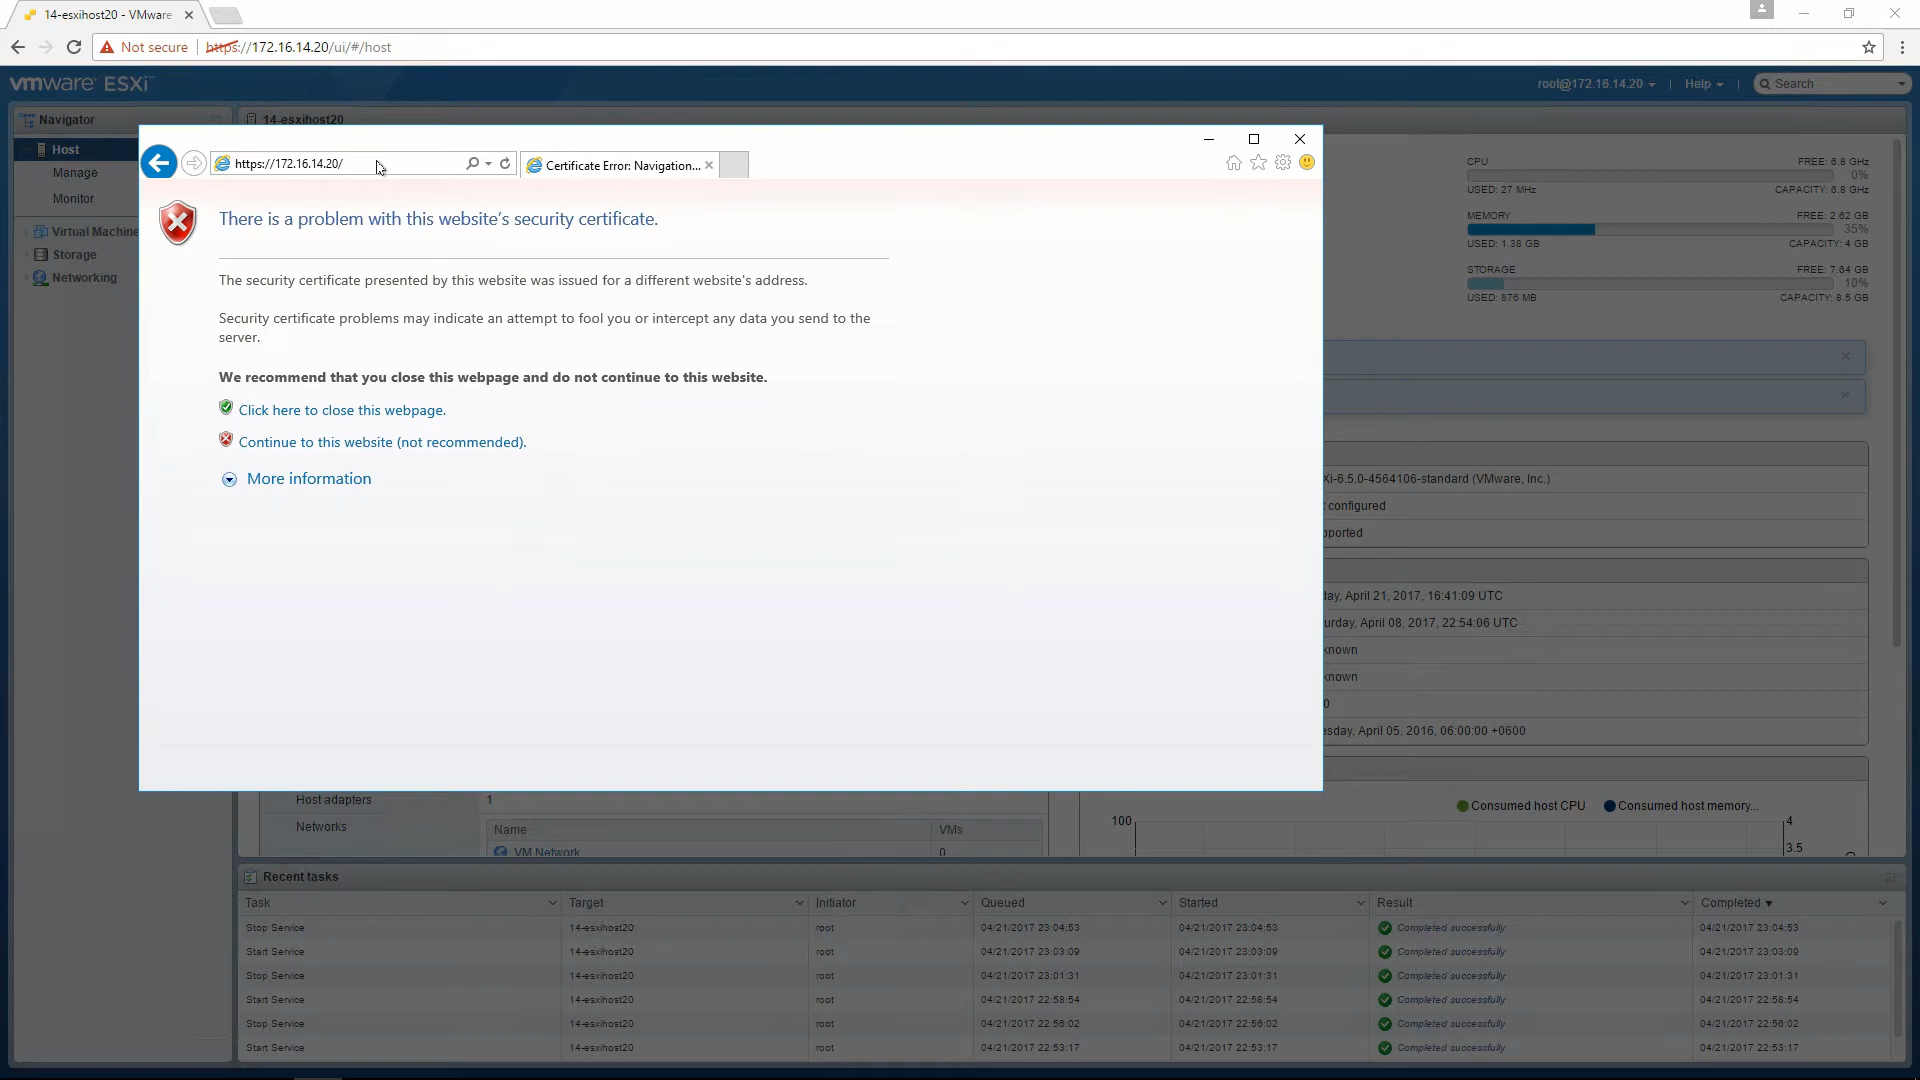 14-esxihost20 - VMware
Not secure
https://172.16.14.20/ui/#/host
vmware ESXi™
root@172.16.14.20
Help
Search
Navigator
14-esxihost20
Host
Manage
Monitor
Virtual Machine
Storage
Networking
https://172.16.14.20/
Certificate Error: Navigation...
There is a problem with this website's security certificate.
The security certificate presented by this website was issued for a different website's address.
Security certificate problems may indicate an attempt to fool you or intercept any data you send to the
server.
We recommend that you close this webpage and do not continue to this website.
Click here to close this webpage.
Continue to this website (not recommended).
More information
CPU
FREE: 6.8 GHz
0%
USED: 27 MHz
CAPACITY: 6.8 GHz
MEMORY
FREE: 2.62 GB
35%
USED: 1.38 GB
CAPACITY: 4 GB
STORAGE
FREE: 7.64 GB
10%
USED: 876 MB
CAPACITY: 8.5 GB
Xi-6.5.0-4564106-standard (VMware, Inc.)
configured
ported
day, April 21, 2017, 16:41:09 UTC
urday, April 08, 2017, 22:54:06 UTC
known
known
0
esday, April 05, 2016, 06:00:00 +0600
Host adapters
1
Networks
Name
VMs
VM Network
0
Consumed host CPU
Consumed host memory...
100
4
3.5
Recent tasks
Task
Target
Initiator
Queued
Started
Result
Completed
Stop Service
14-esxihost20
root
04/21/2017 23:04:53
04/21/2017 23:04:53
Completed successfully
04/21/2017 23:04:53
Start Service
14-esxihost20
root
04/21/2017 23:03:09
04/21/2017 23:03:09
Completed successfully
04/21/2017 23:03:09
Stop Service
14-esxihost20
root
04/21/2017 23:01:31
04/21/2017 23:01:31
Completed successfully
04/21/2017 23:01:31
Start Service
14-esxihost20
root
04/21/2017 22:58:54
04/21/2017 22:58:54
Completed successfully
04/21/2017 22:58:54
Stop Service
14-esxihost20
root
04/21/2017 22:56:02
04/21/2017 22:56:02
Completed successfully
04/21/2017 22:56:02
Start Service
14-esxihost20
root
04/21/2017 22:53:17
04/21/2017 22:53:17
Completed successfully
04/21/2017 22:53:17